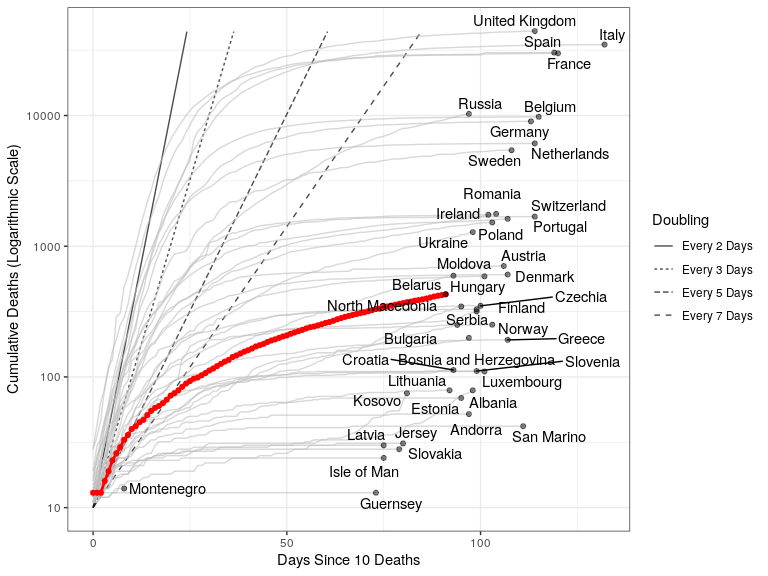 United Kingdom
Italy
Spain
France
Russia
Belgium
Germany
Netherlands
Sweden
Romania
Switzerland
Ireland
Portugal
Poland
Ukraine
Austria
Moldova
Denmark
Belarus
Hungary
Czechia
North Macedonia
Finland
Serbia
Norway
Bulgaria
Greece
Croatia
Bosnia and Herzegovina
Slovenia
Lithuania
Luxembourg
Kosovo
Albania
Estonia
Andorra
San Marino
Latvia
Jersey
Slovakia
Isle of Man
Montenegro
Guernsey
10000
1000
100
10
0
50
100
Days Since 10 Deaths
Cumulative Deaths (Logarithmic Scale)
Doubling
Every 2 Days
Every 3 Days
Every 5 Days
Every 7 Days